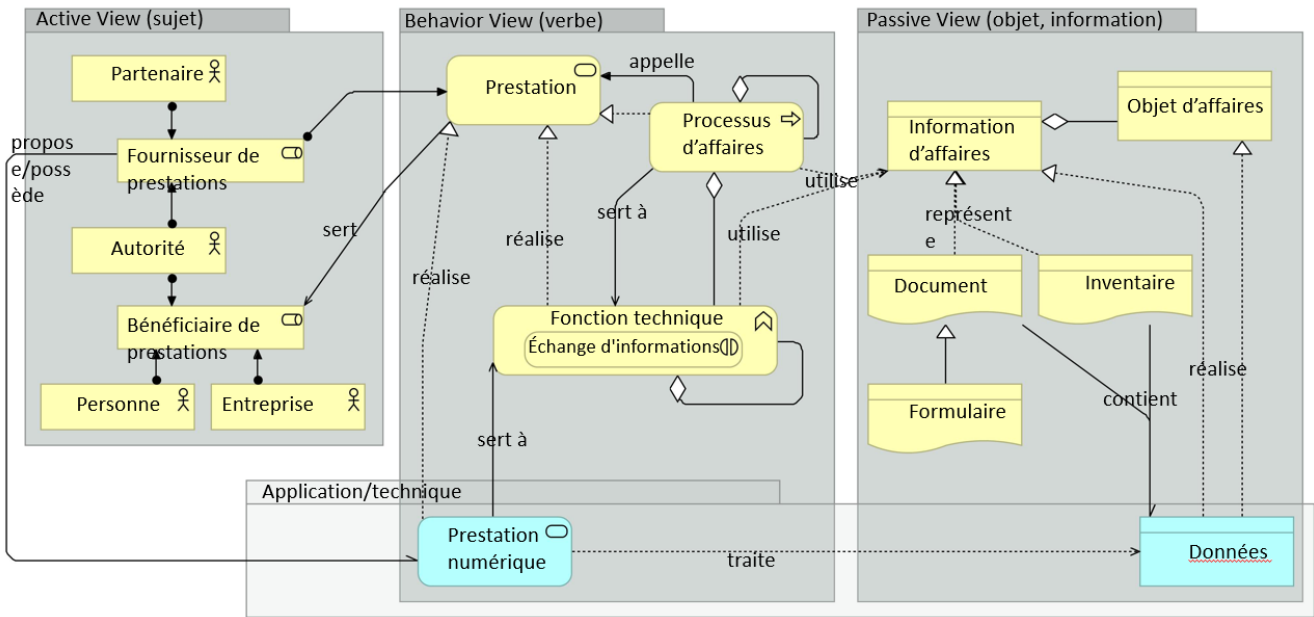 Active View (sujet)
Behavior View (verbe)
Passive View (objet, information)
Partenaire
propos
e/poss
ède
Fournisseur de
prestations
Autorité
Bénéficiaire de
prestations
Personne
Entreprise
sert
Prestation
appelle
Processus
d’affaires
sert à
utilise
utilise
réalise
réalise
Fonction technique
Échange d'informations
sert à
Information
d’affaires
Objet d’affaires
représent
e
Document
Inventaire
Formulaire
contient
réalise
Application/technique
Prestation
numérique
traite
Données